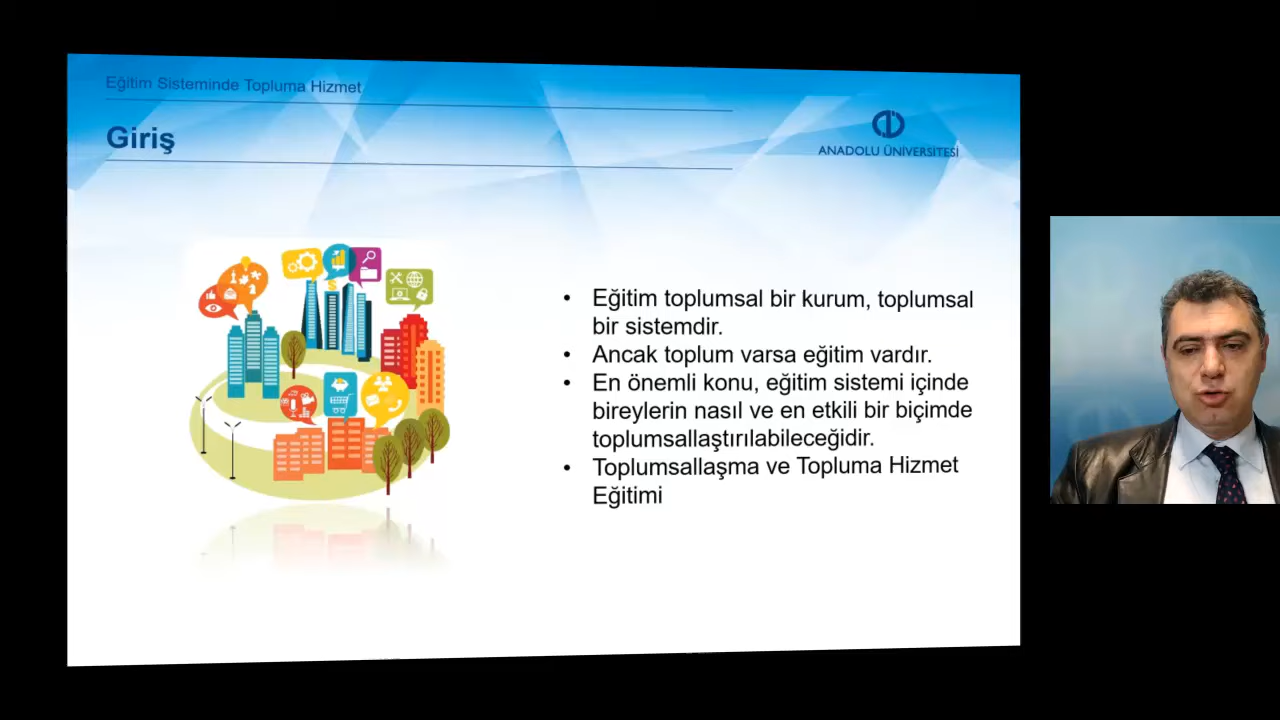 Eğitim Sisteminde Topluma Hizmet
Giriş
ANADOLU ÜNİVERSİTESİ
• Eğitim toplumsal bir kurum, toplumsal
bir sistemdir.
• Ancak toplum varsa eğitim vardır.
• En önemli konu, eğitim sistemi içinde
bireylerin nasıl ve en etkili bir biçimde
toplumsallaştırılabileceğidir.
• Toplumsallaşma ve Topluma Hizmet
Eğitimi